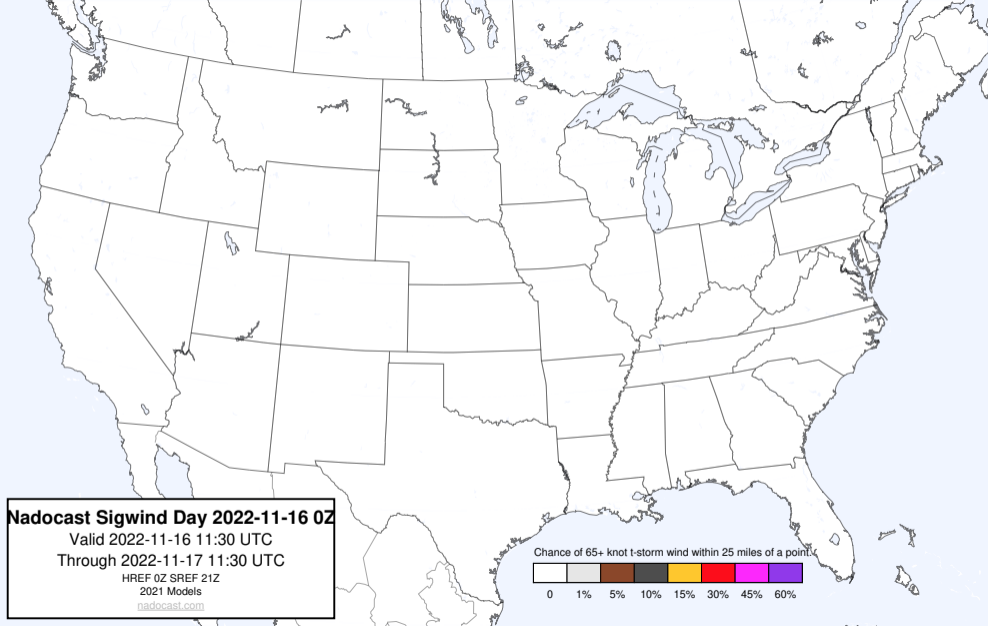 Nadocast Sigwind Day 2022-11-16 0Z
Valid 2022-11-16 11:30 UTC
Through 2022-11-17 11:30 UTC
HREF 0Z SREF 21Z
2021 Models
nadocast.com
Chance of 65+ knot t-storm wind within 25 miles of a point.
0 1% 5% 10% 15% 30% 45% 60%